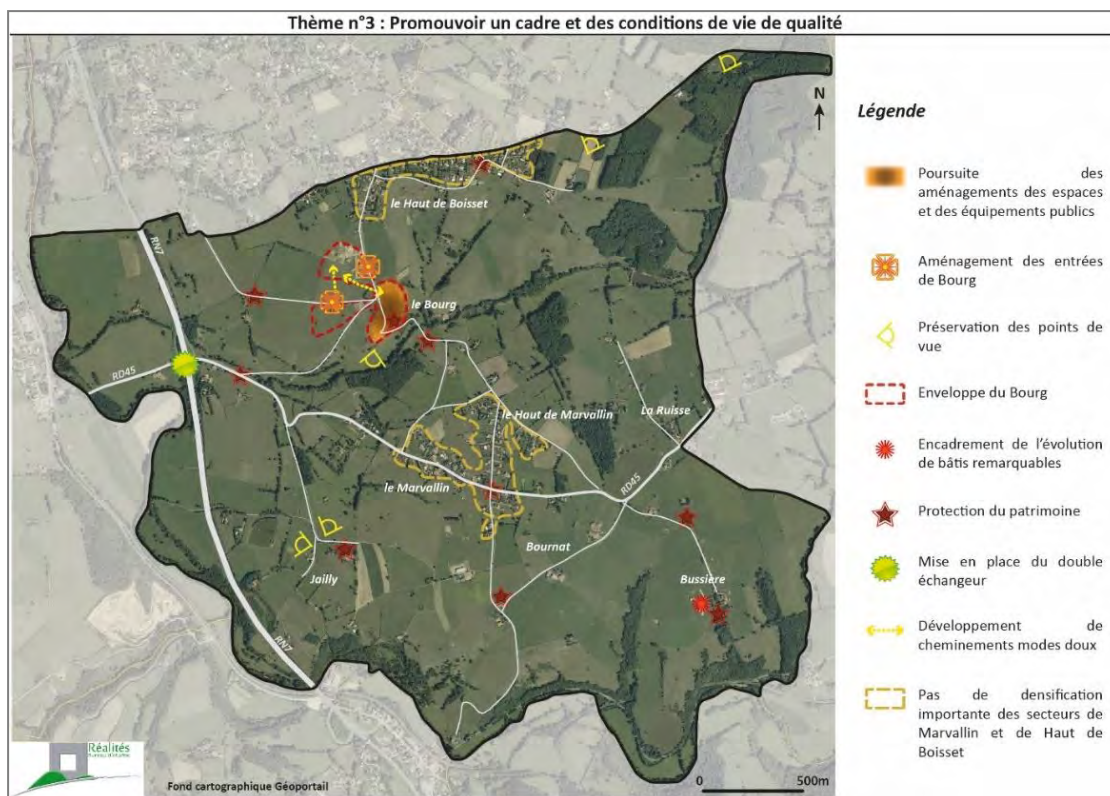 Thème n°3 : Promouvoir un cadre et des conditions de vie de qualité
N
RN7
le Haut de Boisset
le Bourg
RD45
le Haut de Marvallin
La Ruisse
le Marvallin
RD45
Bournat
Jailly
Bussière
RN7
Légende
Poursuite des
aménagements des espaces
et des équipements publics
Aménagement des entrées
de Bourg
Préservation des points de
vue
Enveloppe du Bourg
Encadrement de l'évolution
de bâtis remarquables
Protection du patrimoine
Mise en place du double
échangeur
Développement de
cheminements modes doux
Pas de densification
importante des secteurs de
Marvallin et de Haut de
Boisset
Réalités
Fond cartographique Géoportail
0 500m